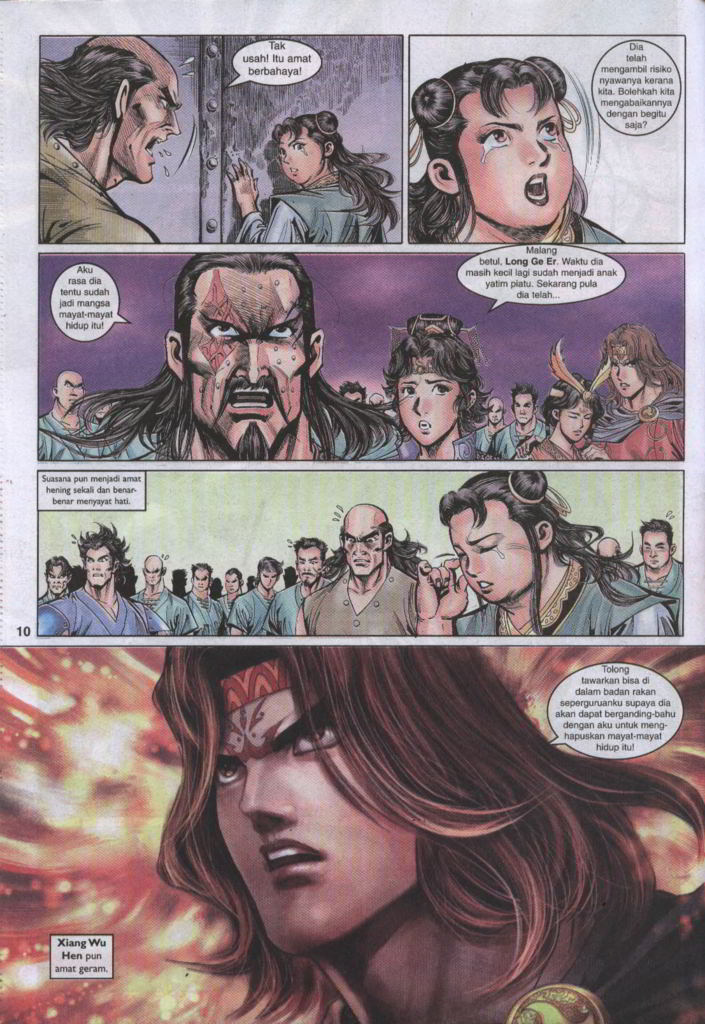 Tak
usah! Itu amat
berbahaya!
Dia
telah
mengambil risiko
nyawanya kerana
kita. Bolehkah kita
mengabaikannya
dengan begitu
saja?
Aku
rasa dia
tentu sudah
jadi mangsa
mayat-mayat
hidup itu!
Malang
betul, Long Ge Er. Waktu dia
masih kecil lagi sudah menjadi anak
yatim piatu. Sekarang pula
dia telah...
Suasana pun menjadi amat
hening sekali dan benar-
benar menyayat hati.
10
Tolong
tawarkan bisa di
dalam badan rakan
seperguruanku supaya dia
akan dapat berganding-bahu
dengan aku untuk meng-
hapuskan mayat-mayat
hidup itu!
Xiang Wu
Hen pun
amat geram.